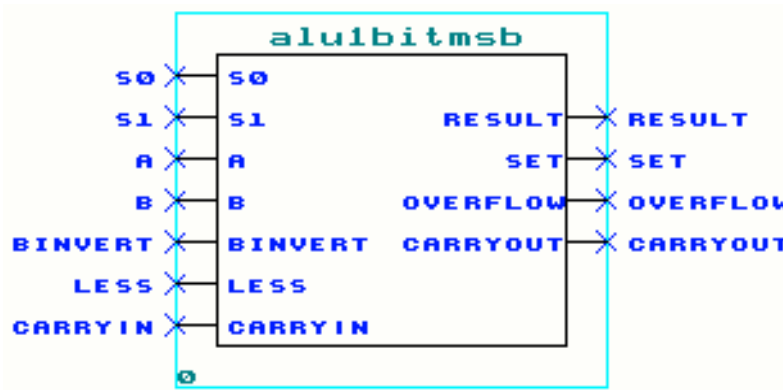 alu1bitmsb
S0 S0
S1 S1 RESULT RESULT
A A SET SET
B B OVERFLOW OVERFLOW
BINVERT BINVERT CARRYOUT CARRYOUT
LESS LESS
CARRYIN CARRYIN
0